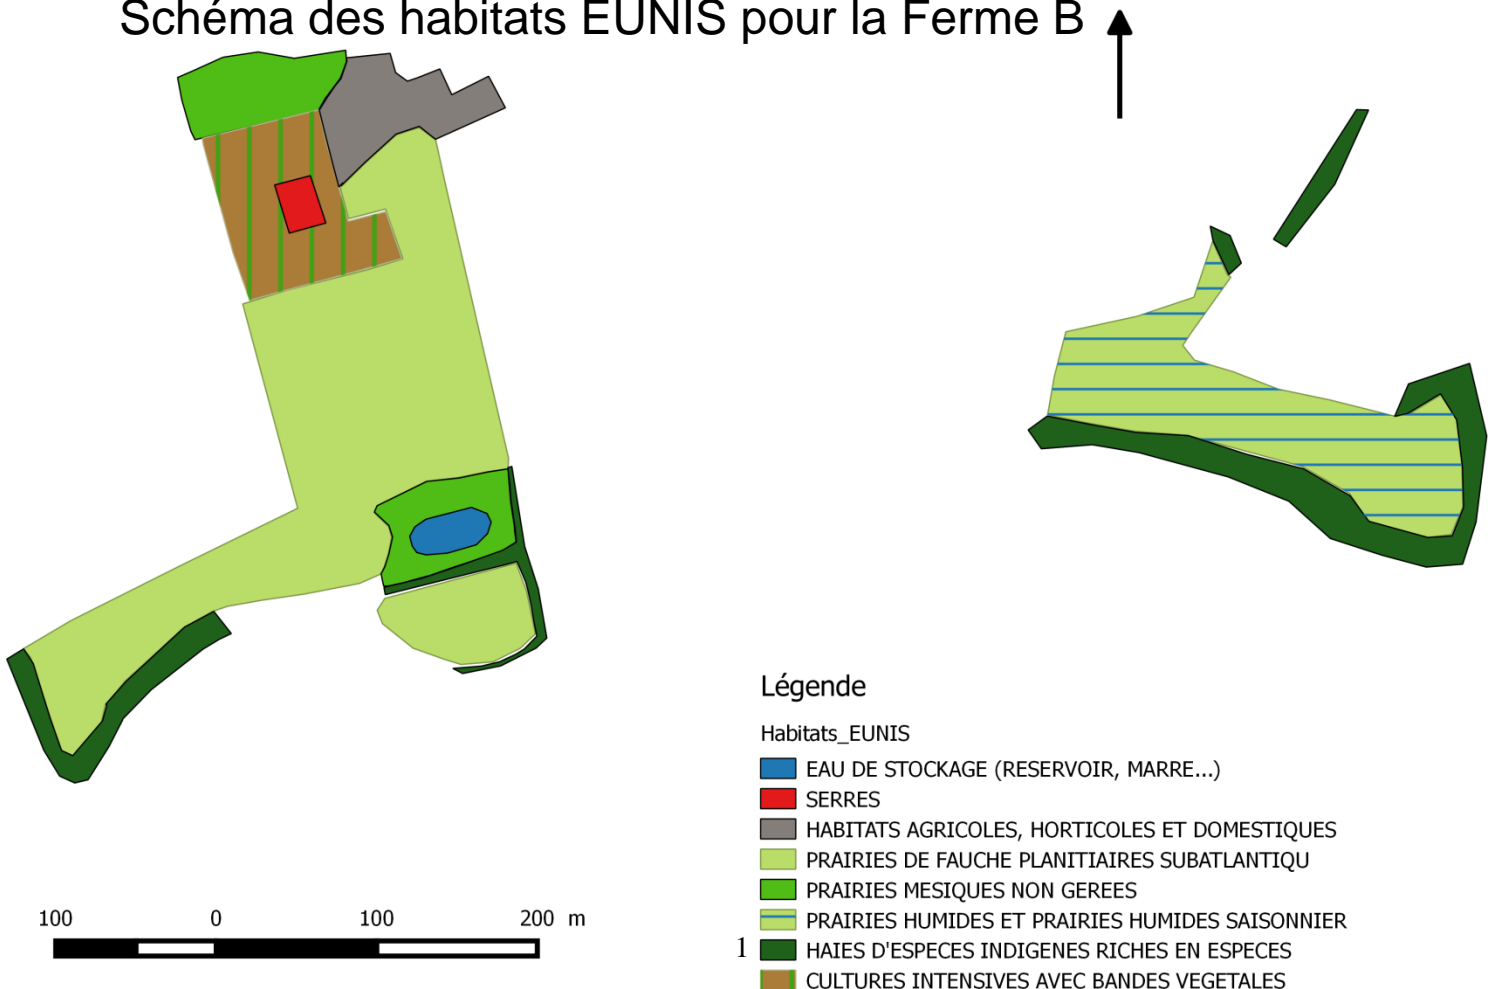 Schéma des habitats EUNIS pour la Ferme B
Légende
Habitats_EUNIS
EAU DE STOCKAGE (RESERVOIR, MARRE...)
SERRES
HABITATS AGRICOLES, HORTICOLES ET DOMESTIQUES
PRAIRIES DE FAUCHE PLANITIAIRES SUBATLANTIQU
PRAIRIES MESIQUES NON GEREES
PRAIRIES HUMIDES ET PRAIRIES HUMIDES SAISONNIER
HAIES D'ESPECES INDIGENES RICHES EN ESPECES
CULTURES INTENSIVES AVEC BANDES VEGETALES
100 0 100 200 m
1